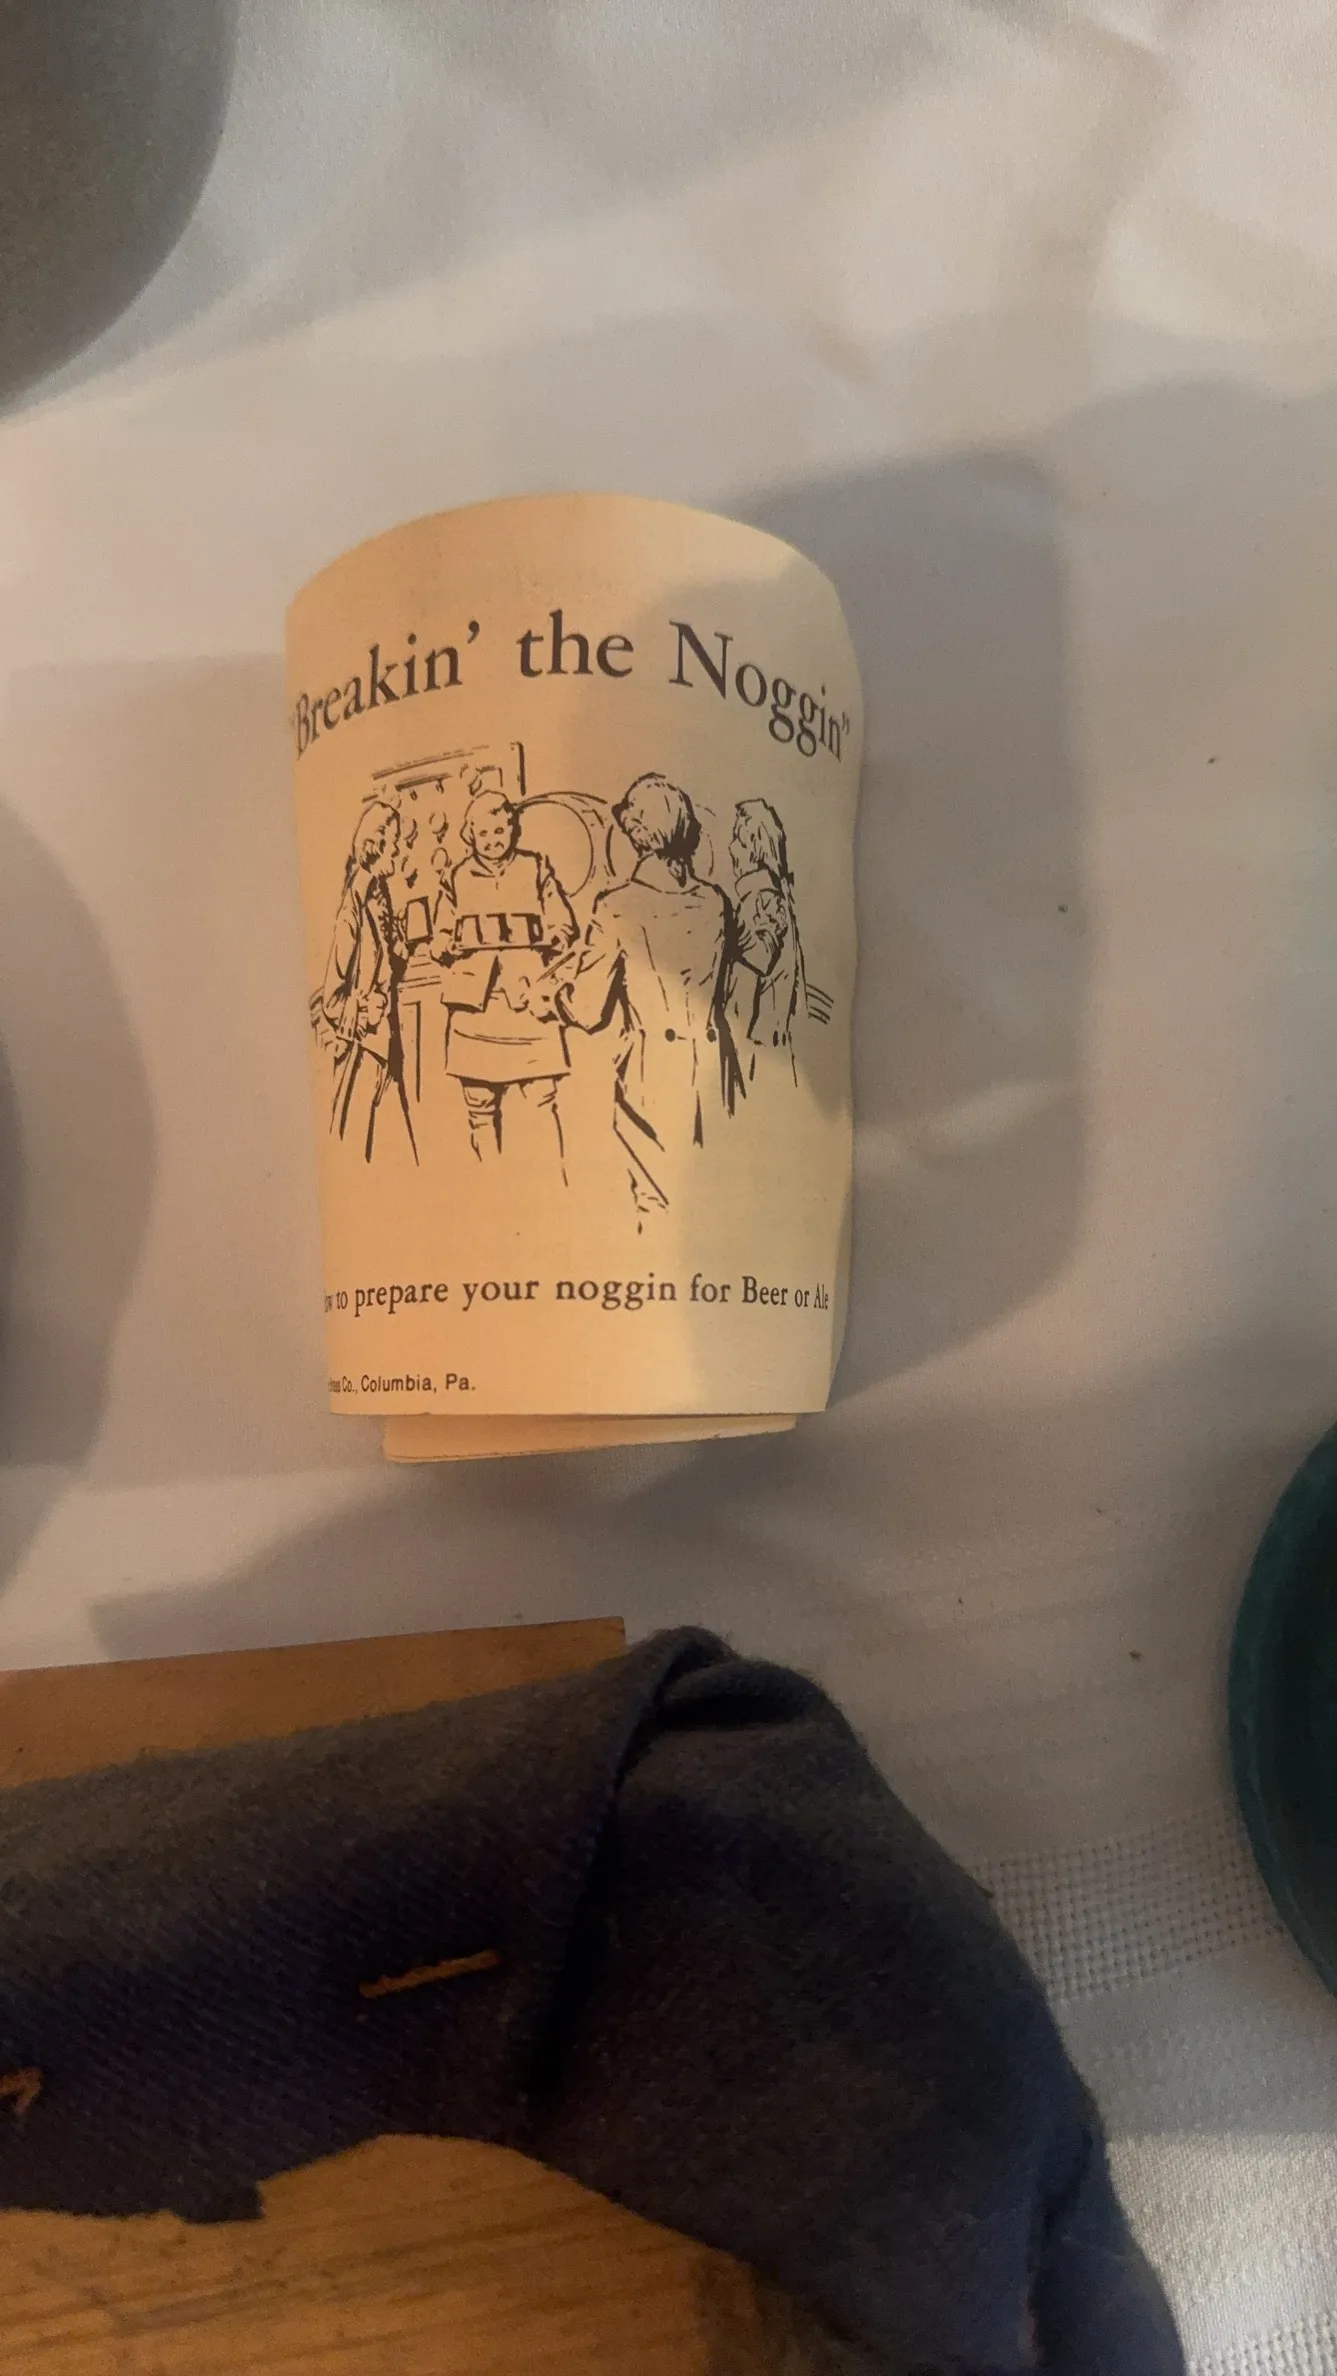 "Breakin' the Noggin"
to prepare your noggin for Beer or Ale
Co., Columbia, Pa.